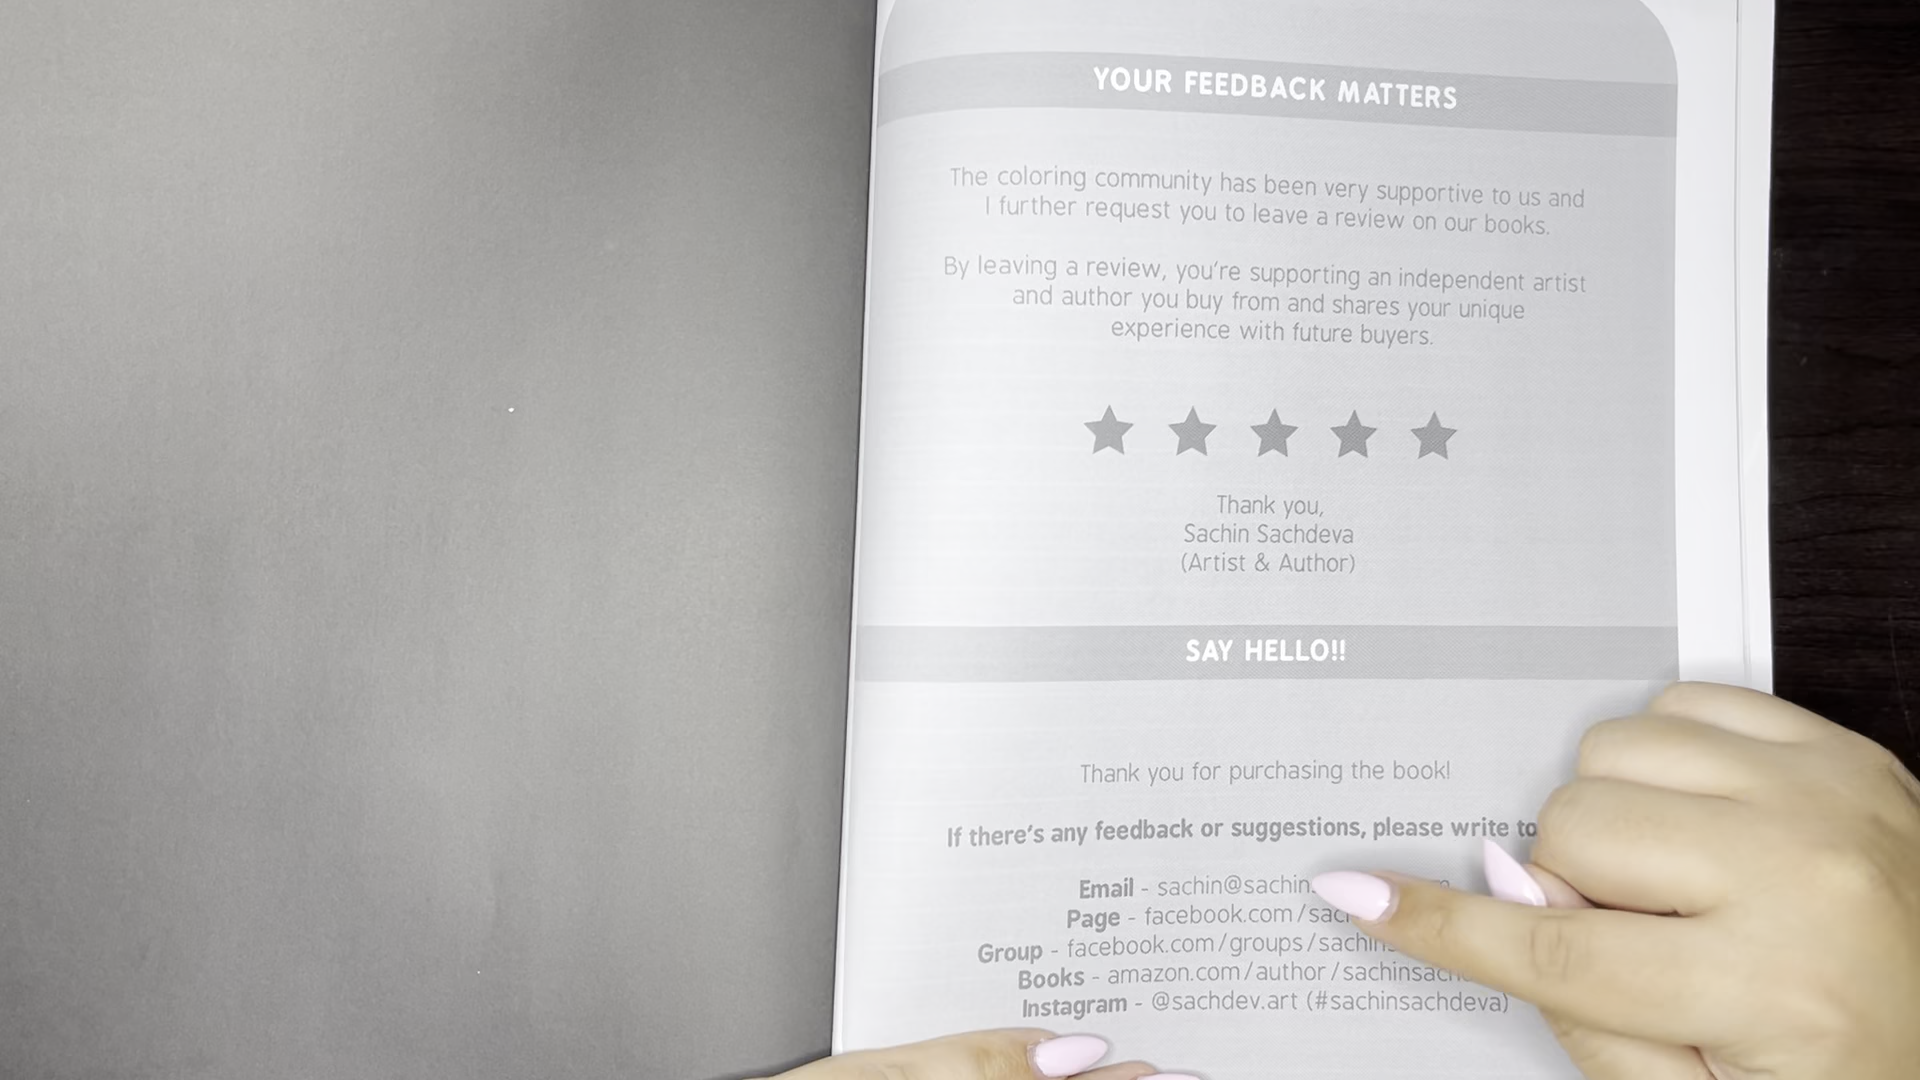 YOUR FEEDBACK MATTERS
The coloring community has been very supportive to us and
I further request you to leave a review on our books.
By leaving a review, you're supporting an independent artist
and author you buy from and shares your unique
experience with future buyers.
Thank you,
Sachin Sachdeva
(Artist & Author)
SAY HELLO!!
Thank you for purchasing the book!
If there's any feedback or suggestions, please write to
Email - sachin@sachin
Page - facebook.com/sac
Group - facebook.com/groups/sachin
Books - amazon.com/author/sachinsac
Instagram - @sachdev.art (#sachinsachdeva)